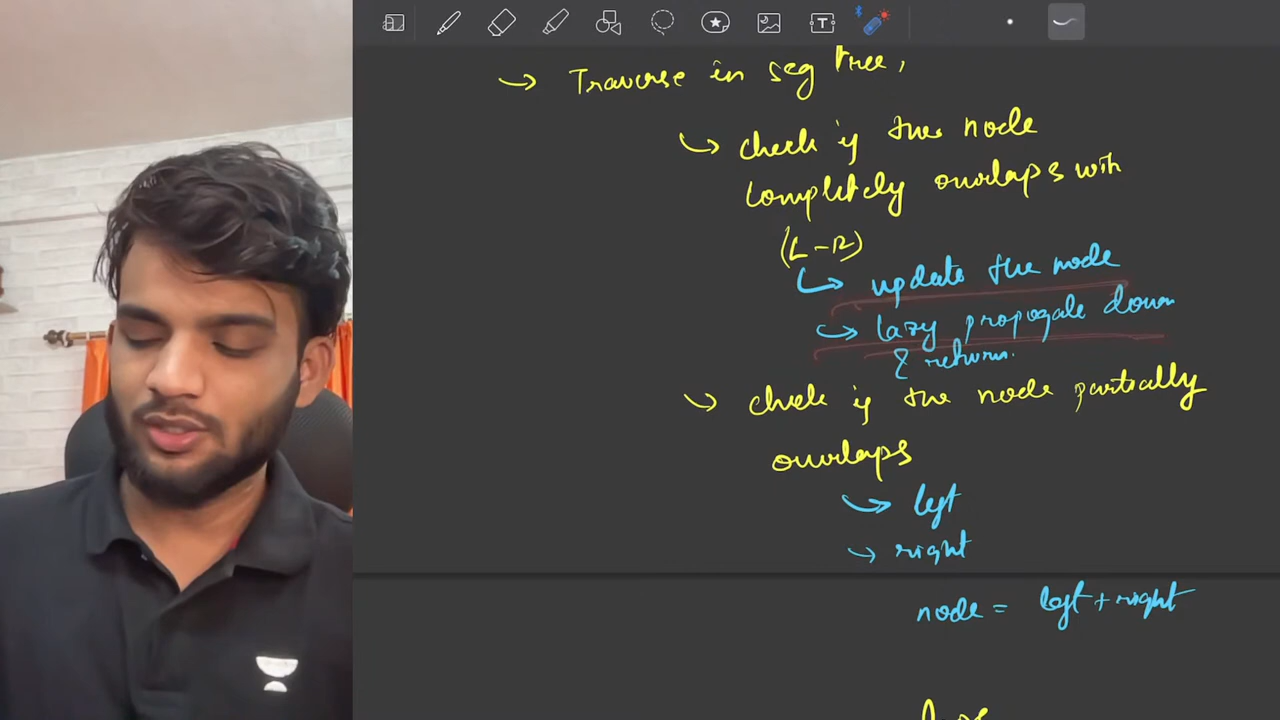 → Traverse in seg tree,
↳ check if the node
completely overlaps with
(L-R)
↳ update the node
→ lazy propogate down
& return.
↳ check if the node partially
overlaps
→ left
→ right
node = left + right